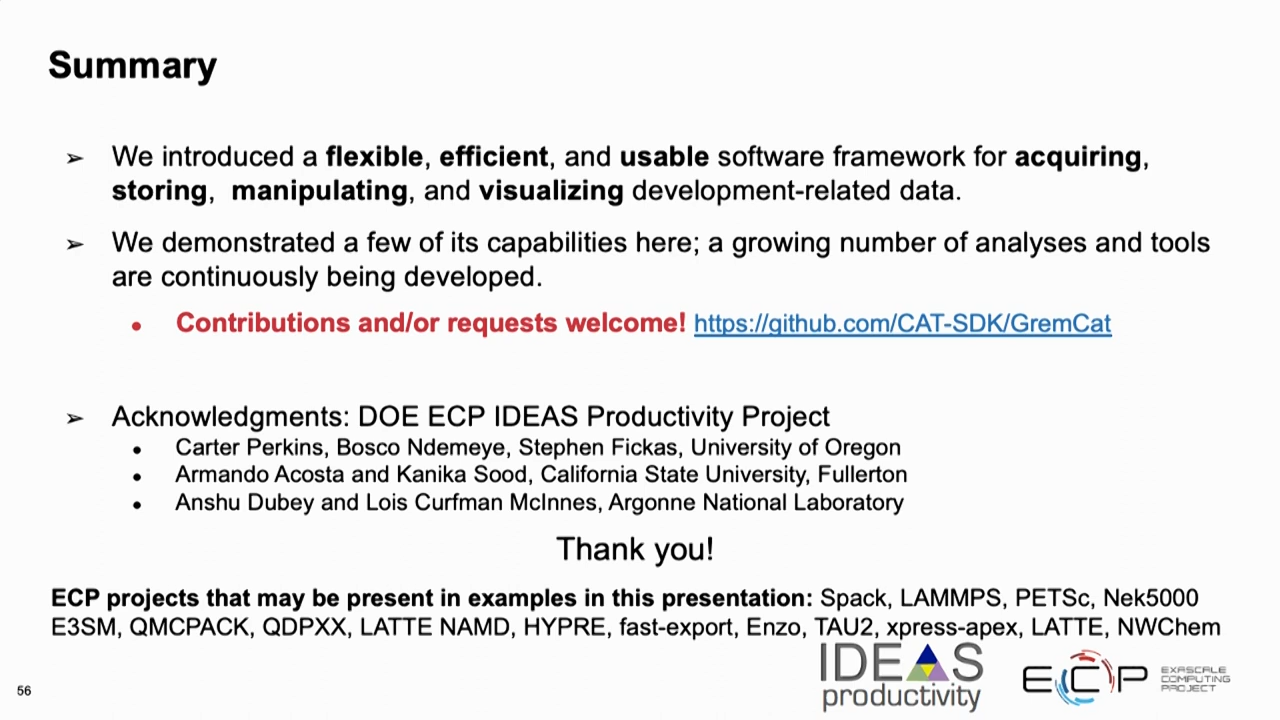 Summary
➢ We introduced a flexible, efficient, and usable software framework for acquiring,
storing, manipulating, and visualizing development-related data.
➢ We demonstrated a few of its capabilities here; a growing number of analyses and tools
are continuously being developed.
• Contributions and/or requests welcome! https://github.com/CAT-SDK/GremCat
➢ Acknowledgments: DOE ECP IDEAS Productivity Project
• Carter Perkins, Bosco Ndemeye, Stephen Fickas, University of Oregon
• Armando Acosta and Kanika Sood, California State University, Fullerton
• Anshu Dubey and Lois Curfman McInnes, Argonne National Laboratory
Thank you!
ECP projects that may be present in examples in this presentation: Spack, LAMMPS, PETSc, Nek5000
E3SM, QMCPACK, QDPXX, LATTE NAMD, HYPRE, fast-export, Enzo, TAU2, xpress-apex, LATTE, NWChem
IDEAS
productivity
ECP
EXASCALE
COMPUTING
PROJECT
56